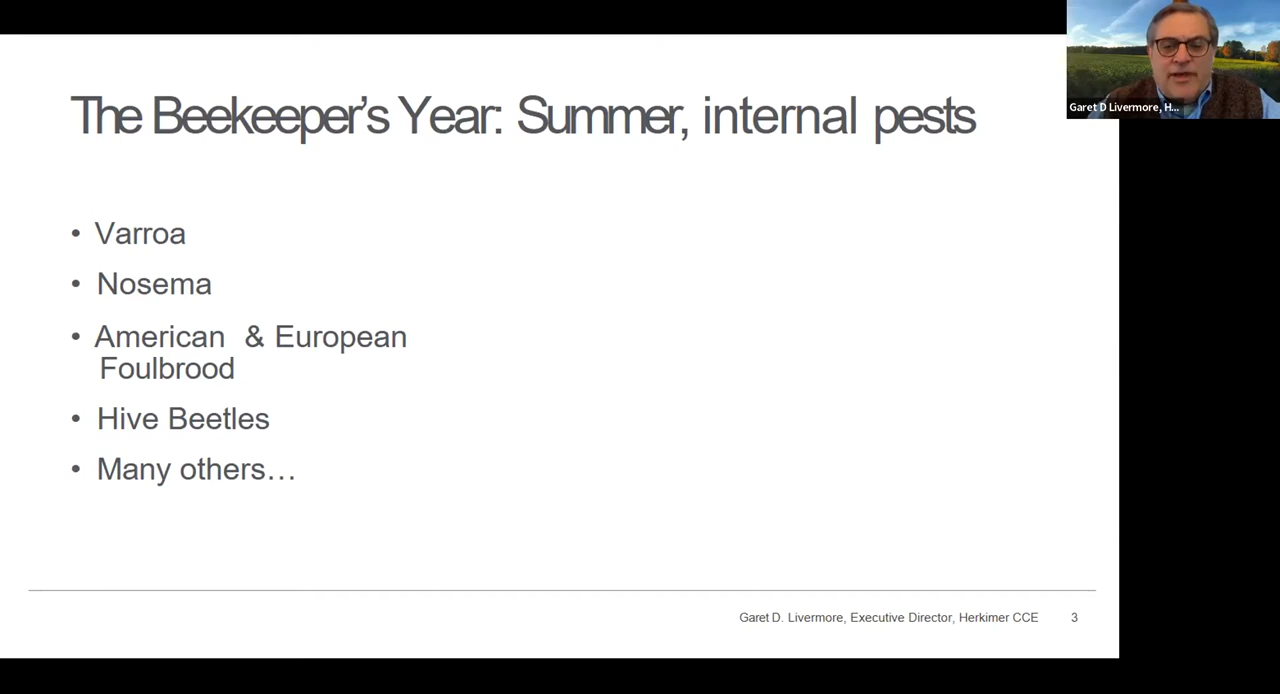 The Beekeeper's Year: Summer, internal pests
Garet D Livermore, H...
• Varroa
• Nosema
• American & European
Foulbrood
• Hive Beetles
• Many others…
Garet D. Livermore, Executive Director, Herkimer CCE 3